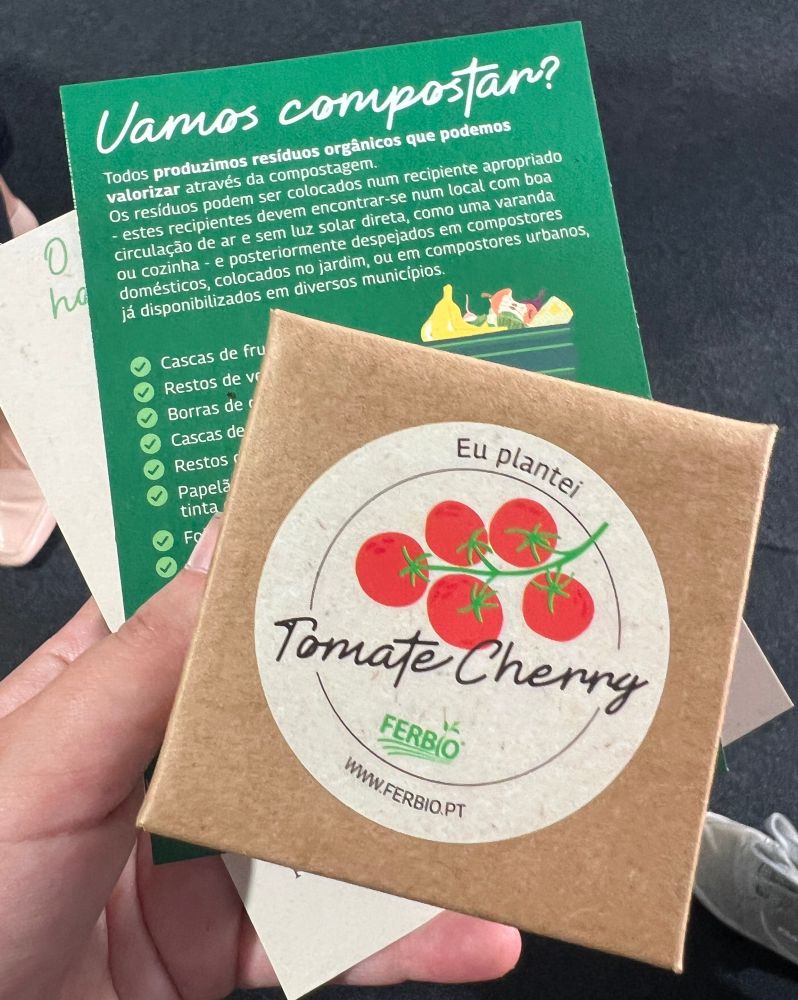 Vamos compostar?
Todos produzimos resíduos orgânicos que podemos
valorizar através da compostagem.
Os resíduos podem ser colocados num recipiente apropriado
- estes recipientes devem encontrar-se num local com boa
circulação de ar e sem luz solar direta, como uma varanda
ou cozinha - e posteriormente despejados em compostores
domésticos, colocados no jardim, ou em compostores urbanos,
já disponibilizados em diversos municípios.
Cascas de
Restos de
Borras de
Cascas de
Restos
tinta
O
Eu plantei
Tomate Cherry
FERBIO
WWW.FERBIO.PT